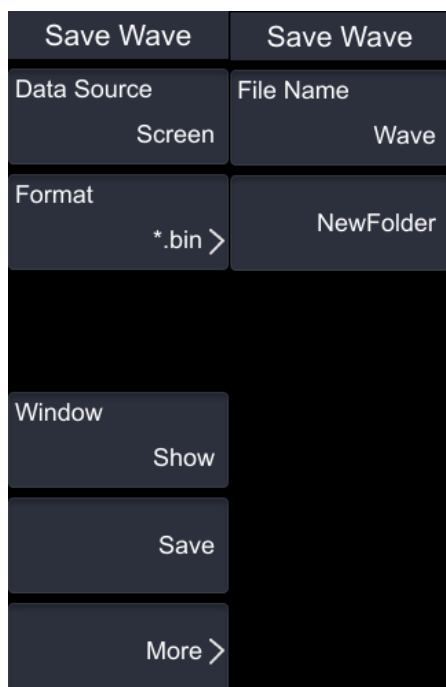 Save Wave
Data Source
Screen
Format
*.bin >
Window
Show
Save
More >
Save Wave
File Name
Wave
NewFolder